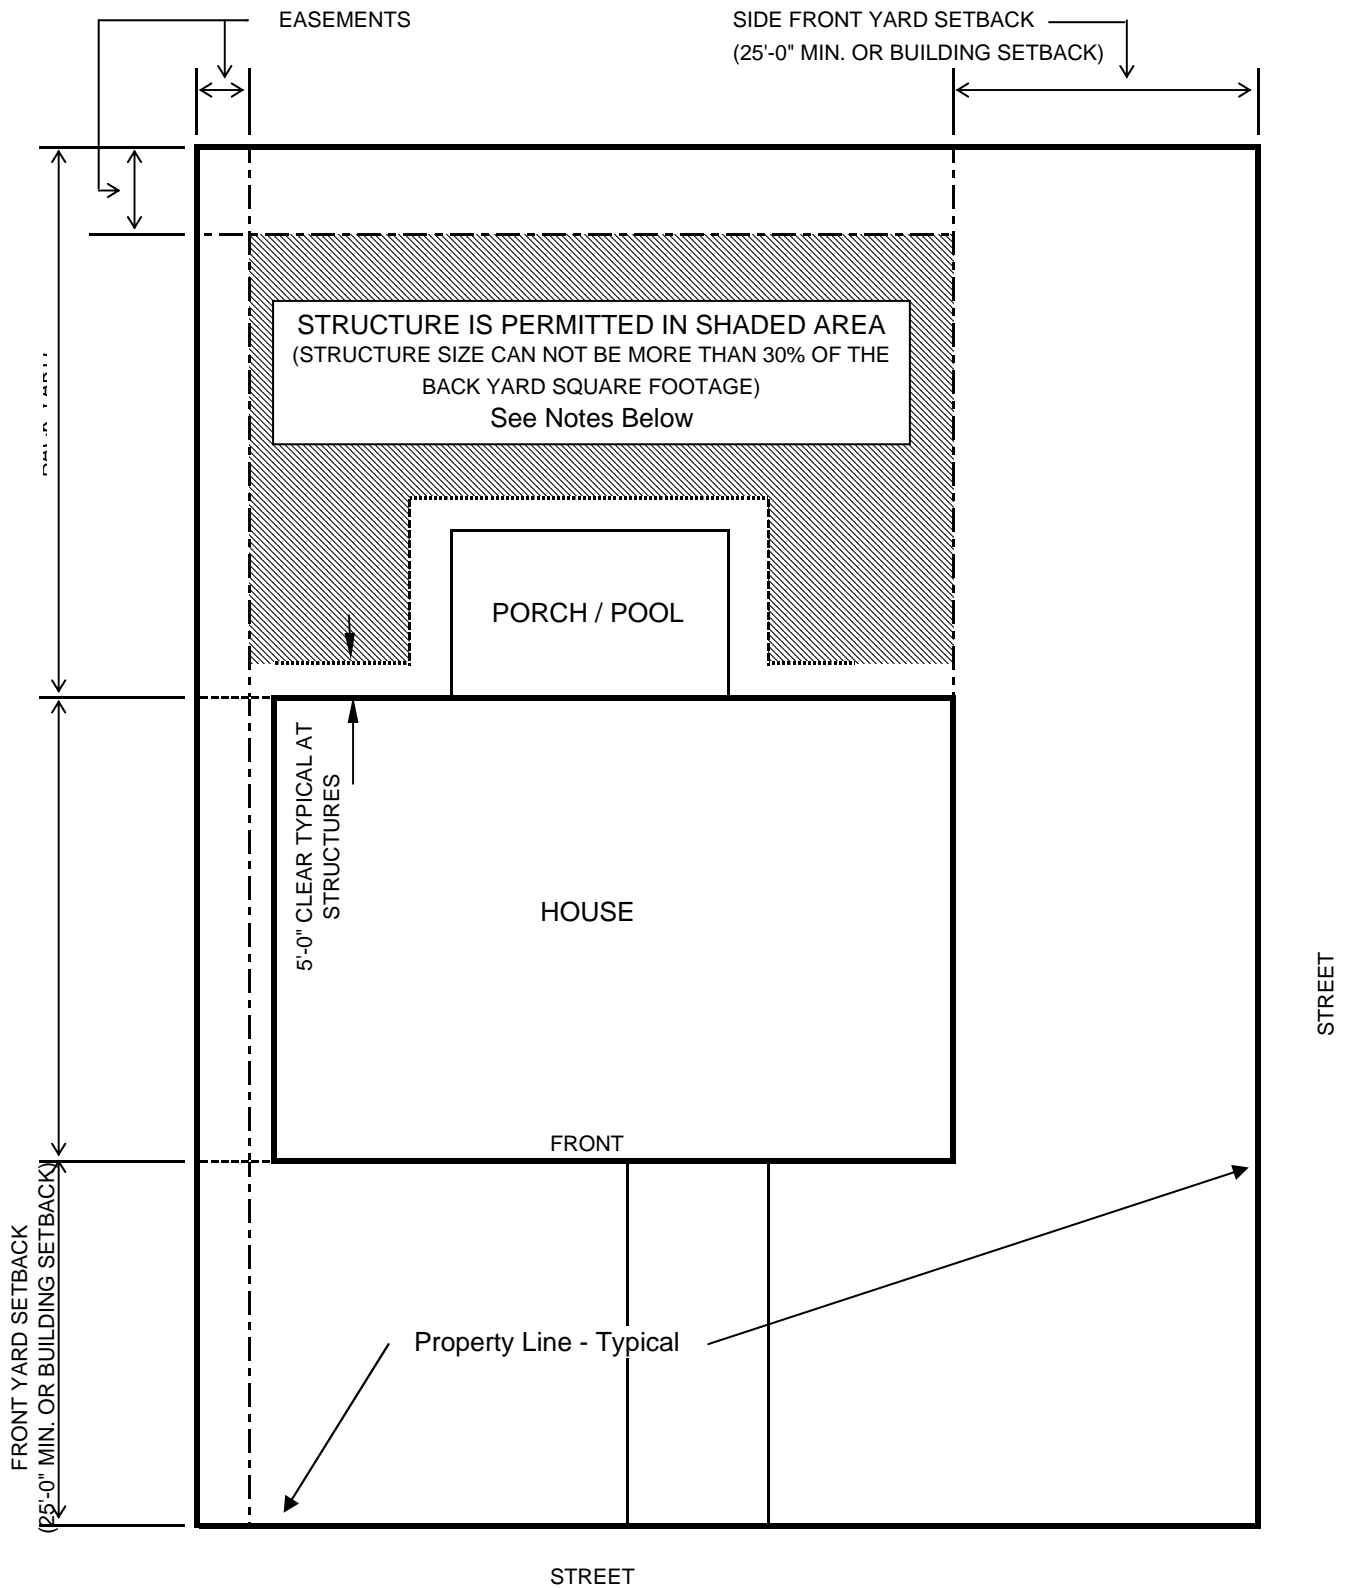 EASEMENTS
SIDE FRONT YARD SETBACK
(25'-0" MIN. OR BUILDING SETBACK)
STRUCTURE IS PERMITTED IN SHADED AREA
(STRUCTURE SIZE CAN NOT BE MORE THAN 30% OF THE
BACK YARD SQUARE FOOTAGE)
See Notes Below
PORCH / POOL
5'-0" CLEAR TYPICAL AT
STRUCTURES
HOUSE
STREET
FRONT
FRONT YARD SETBACK
(25'-0" MIN. OR BUILDING SETBACK)
Property Line - Typical
STREET